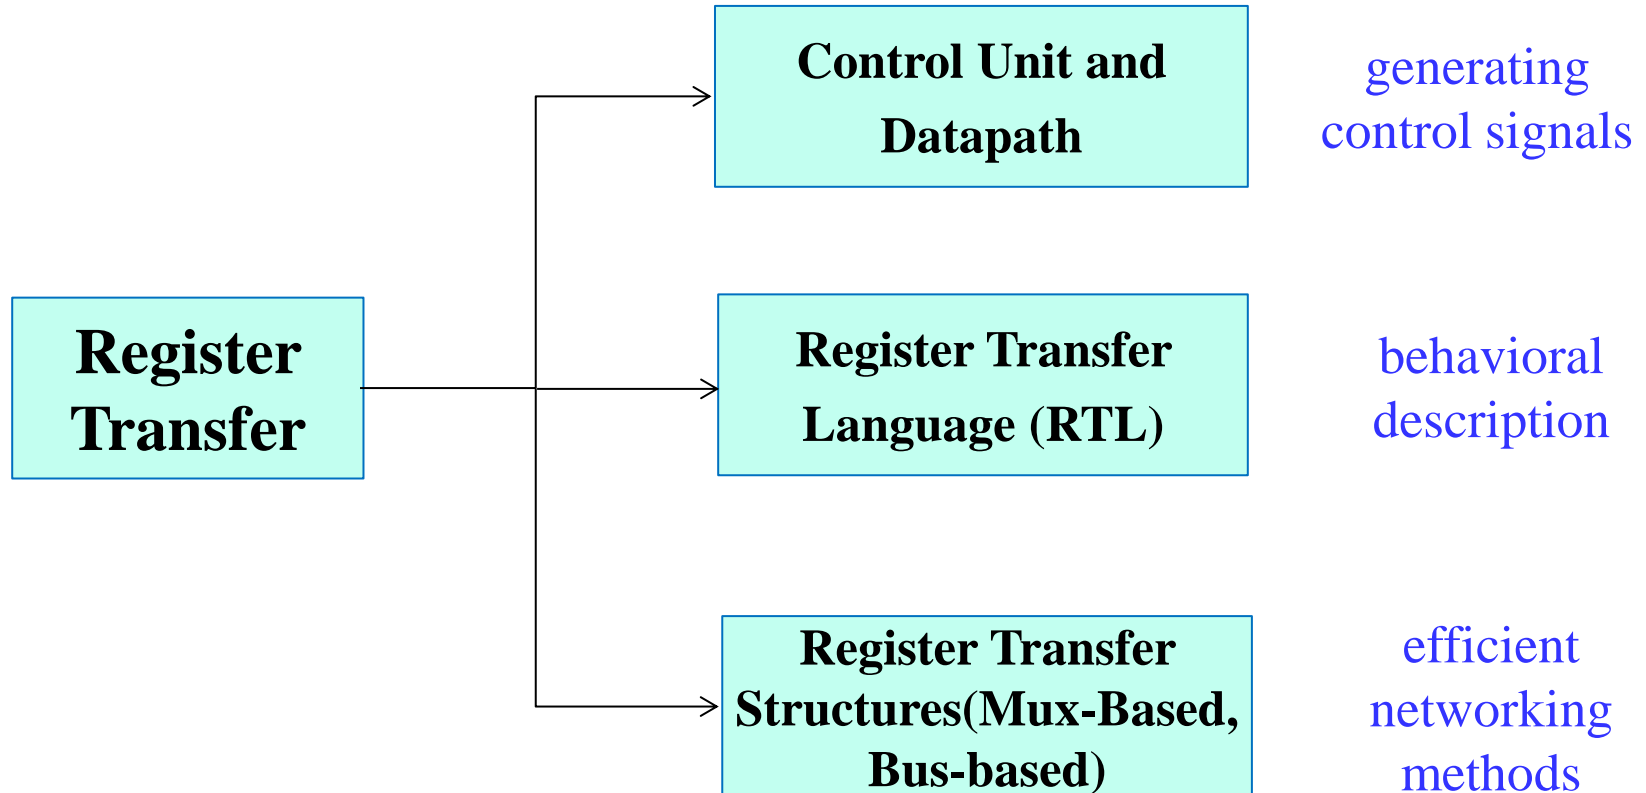 Control Unit and
Datapath
generating
control signals
Register
Transfer
Register Transfer
Language (RTL)
behavioral
description
Register Transfer
Structures(Mux-Based,
Bus-based)
efficient
networking
methods